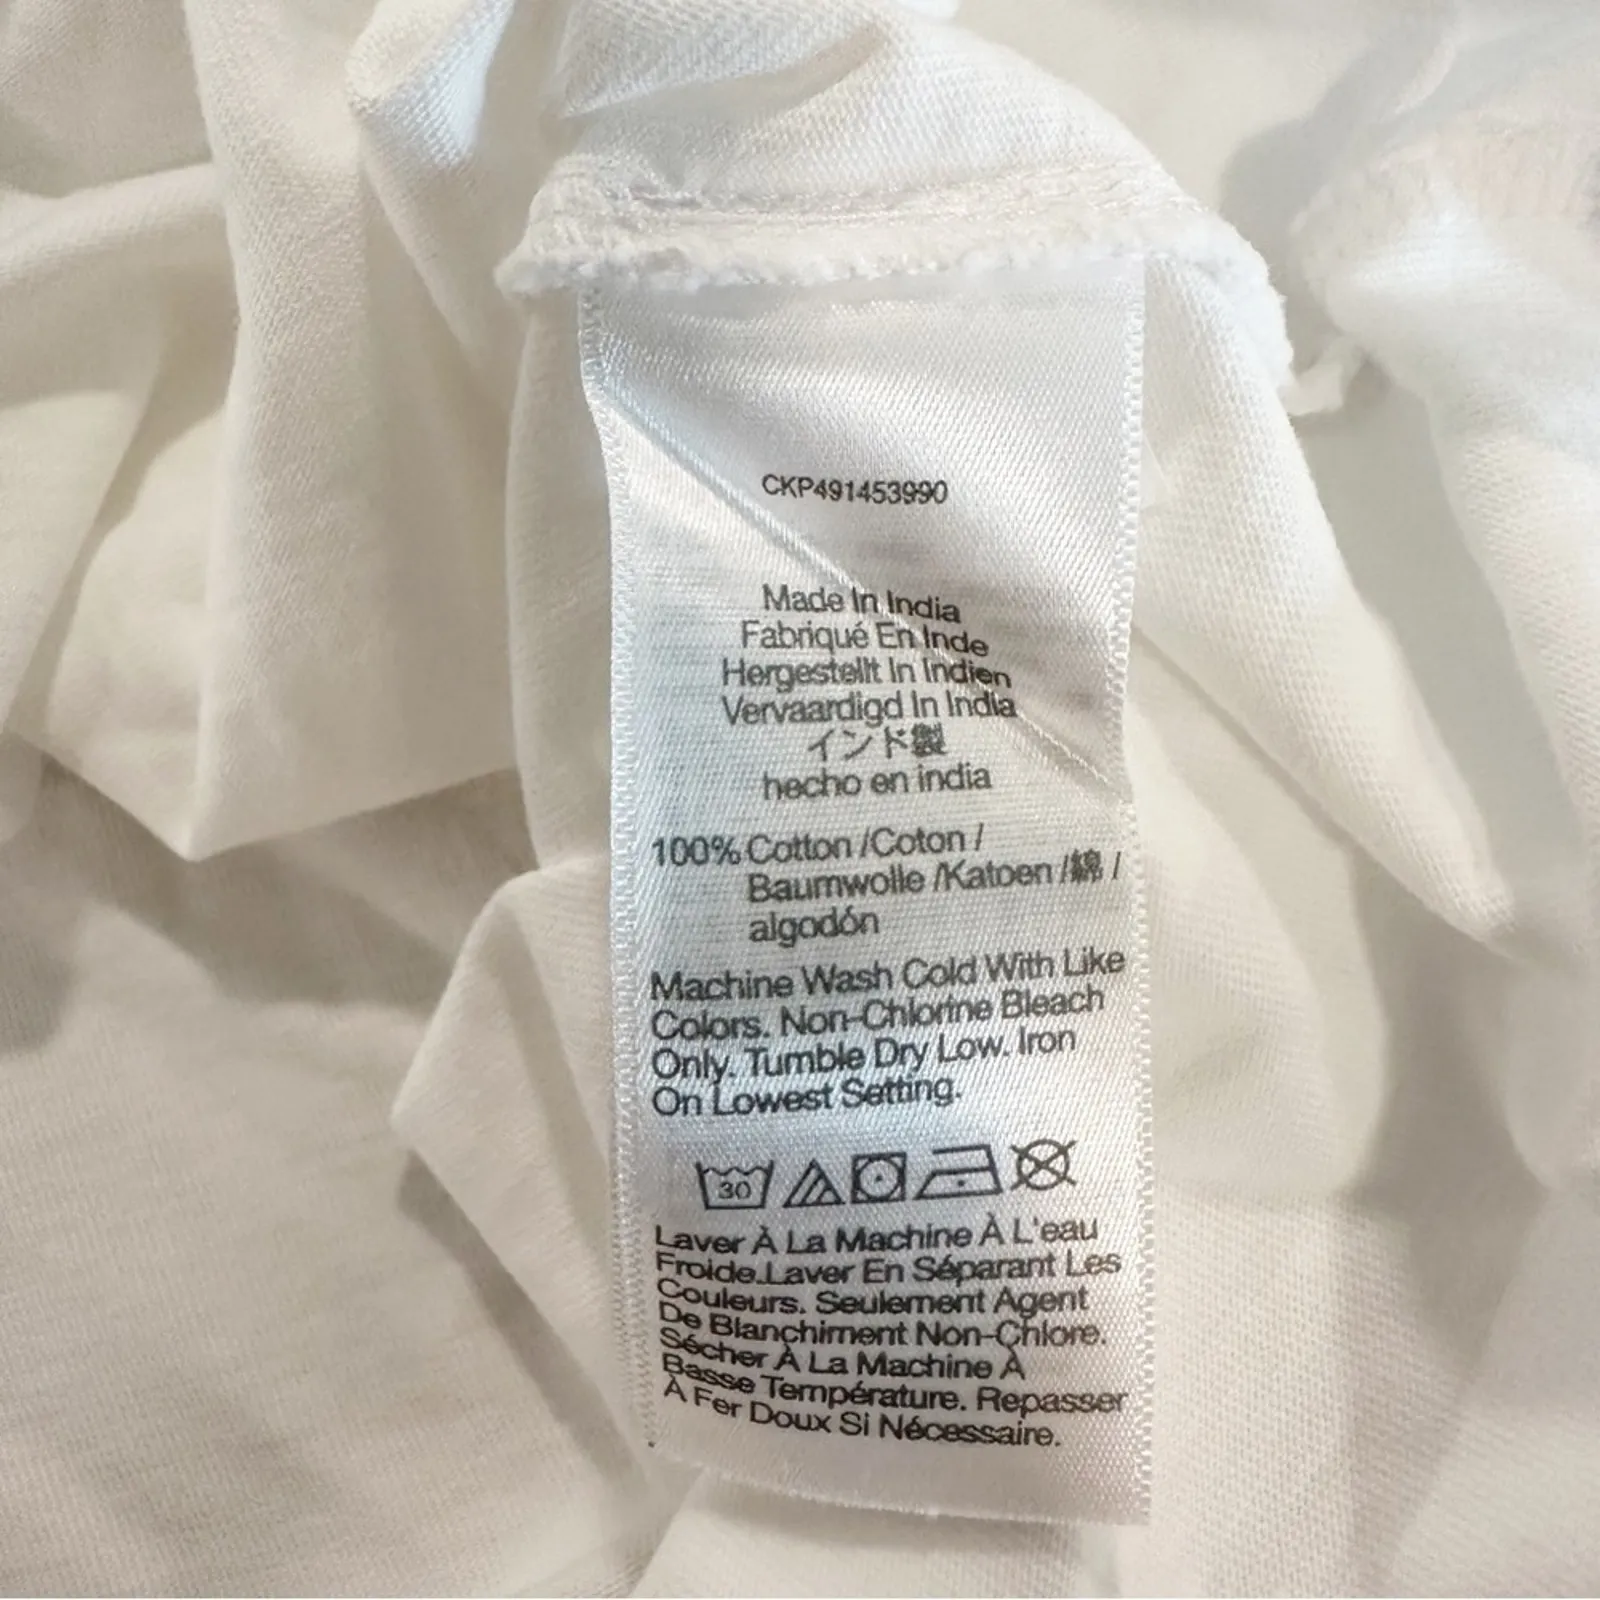 CKP491453990
Made In India
Fabriqué En Inde
Hergestellt In Indien
Vervaardigd In India
インド製
hecho en india
100% Cotton /Coton /
Baumwolle /Katoen /綿 /
algodón
Machine Wash Cold With Like
Colors. Non-Chlorine Bleach
Only. Tumble Dry Low. Iron
On Lowest Setting.
30
Laver À La Machine À L'eau
Froide.Laver En Séparant Les
Couleurs. Seulement Agent
De Blanchiment Non-Chlore.
Sécher À La Machine À
Basse Température. Repasser
À Fer Doux Si Nécessaire.